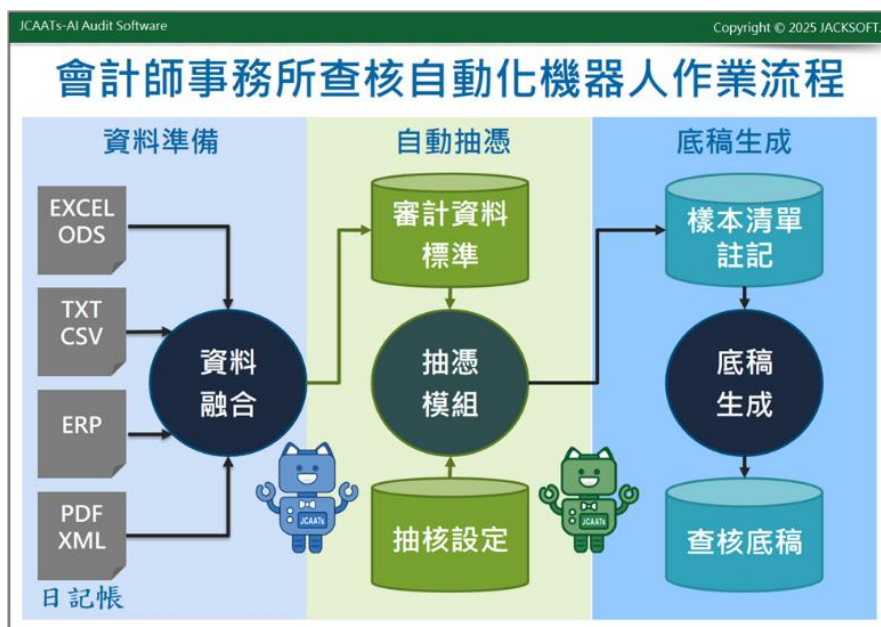 JCAATs-AI Audit Software
Copyright © 2025 JACKSOFT.
會計師事務所查核自動化機器人作業流程
資料準備
EXCEL
ODS
TXT
CSV
ERP
PDF
XML
日記帳
資料
融合
JCAATs
自動抽憑
審計資料
標準
抽憑
模組
抽核設定
JCAATs
底稿生成
樣本清單
註記
底稿
生成
查核底稿